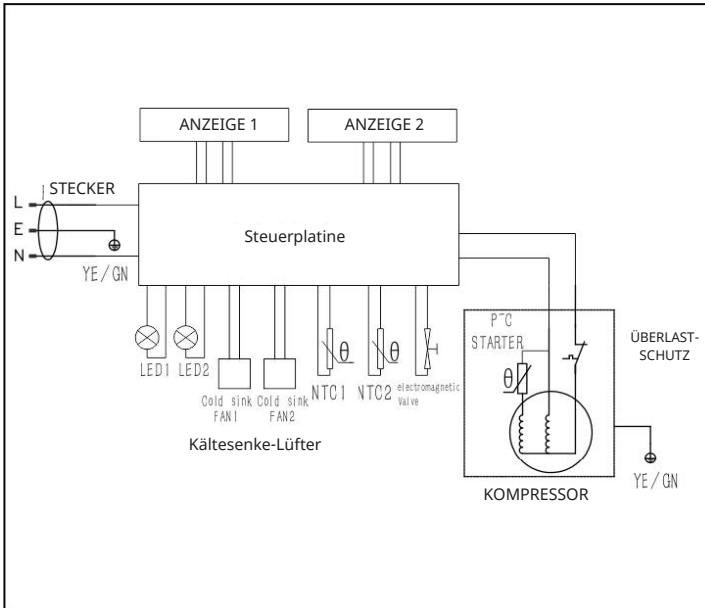 ANZEIGE 1
ANZEIGE 2
STECKER
L
E
N
YE/GN
Steuerplatine
LED1
LED2
Cold sink
FAN1
Cold sink
FAN2
NTC1
NTC2
electromagnetic
Valve
θ
θ
Kältesenke-Lüfter
PTC
STARTER
θ
ÜBERLAST-
SCHUTZ
YE/GN
KOMPRESSOR